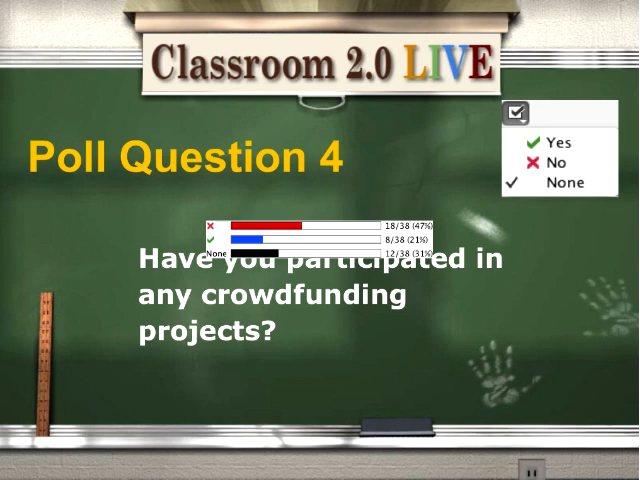 Classroom 2.0 LIVE
Poll Question 4
Yes
No
None
18/38 (47%)
8/38 (21%)
None 12/38 (31%)
Have you participated in
any crowdfunding
projects?